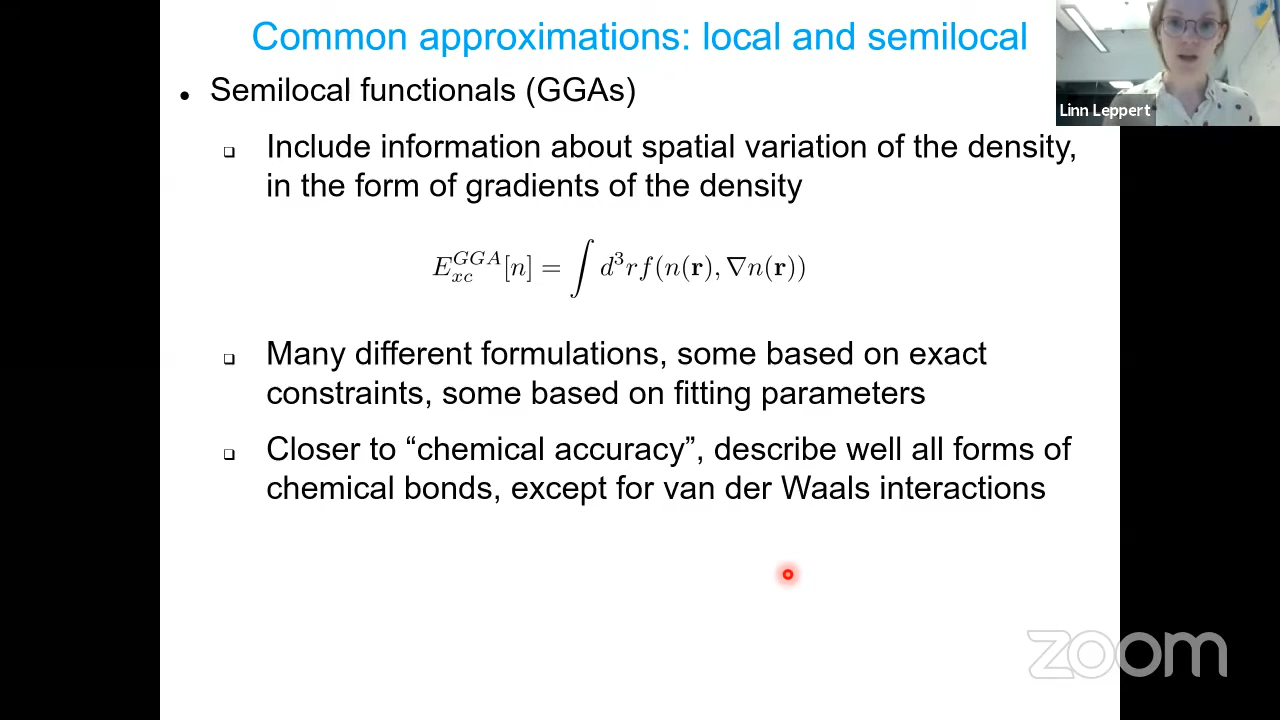 Common approximations: local and semilocal
Linn Leppert
● Semilocal functionals (GGAs)
❑ Include information about spatial variation of the density,
in the form of gradients of the density
E_{xc}^{GGA}[n] = ∫ d³r f(n(𝐫), ∇n(𝐫))
❑ Many different formulations, some based on exact
constraints, some based on fitting parameters
❑ Closer to “chemical accuracy”, describe well all forms of
chemical bonds, except for van der Waals interactions
zoom